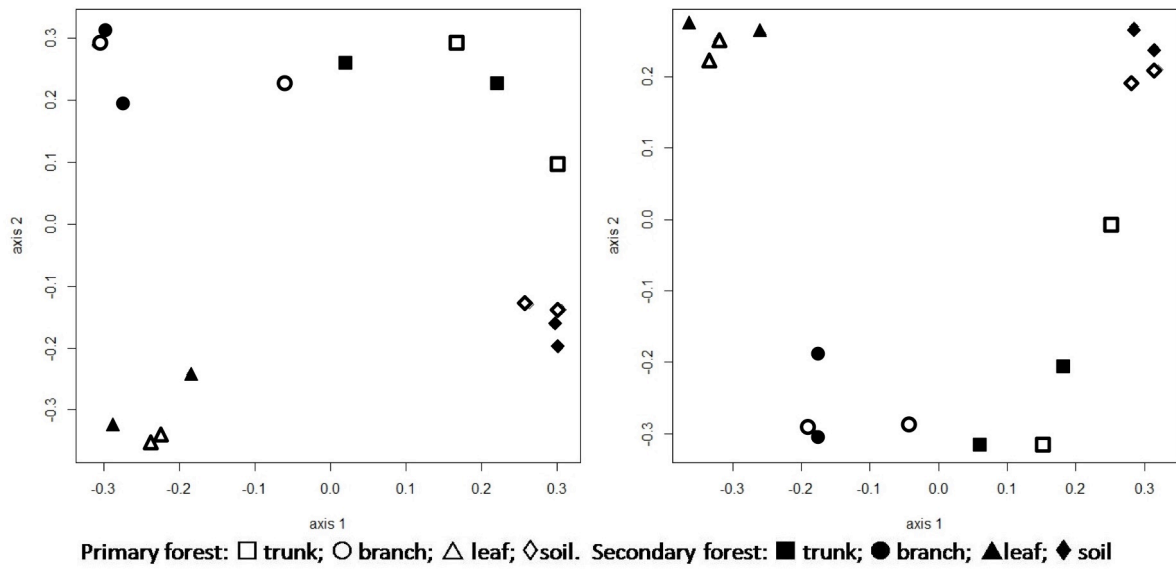 axis 2
0.3
0.2
0.1
0.0
-0.1
-0.2
-0.3
-0.3 -0.2 -0.1 0.0 0.1 0.2 0.3
axis 1
axis 2
0.2
0.1
0.0
-0.1
-0.2
-0.3
-0.3 -0.2 -0.1 0.0 0.1 0.2 0.3
axis 1
Primary forest: □ trunk; ○ branch; △ leaf; ◇ soil. Secondary forest: ■ trunk; ● branch; ▲ leaf; ◆ soil